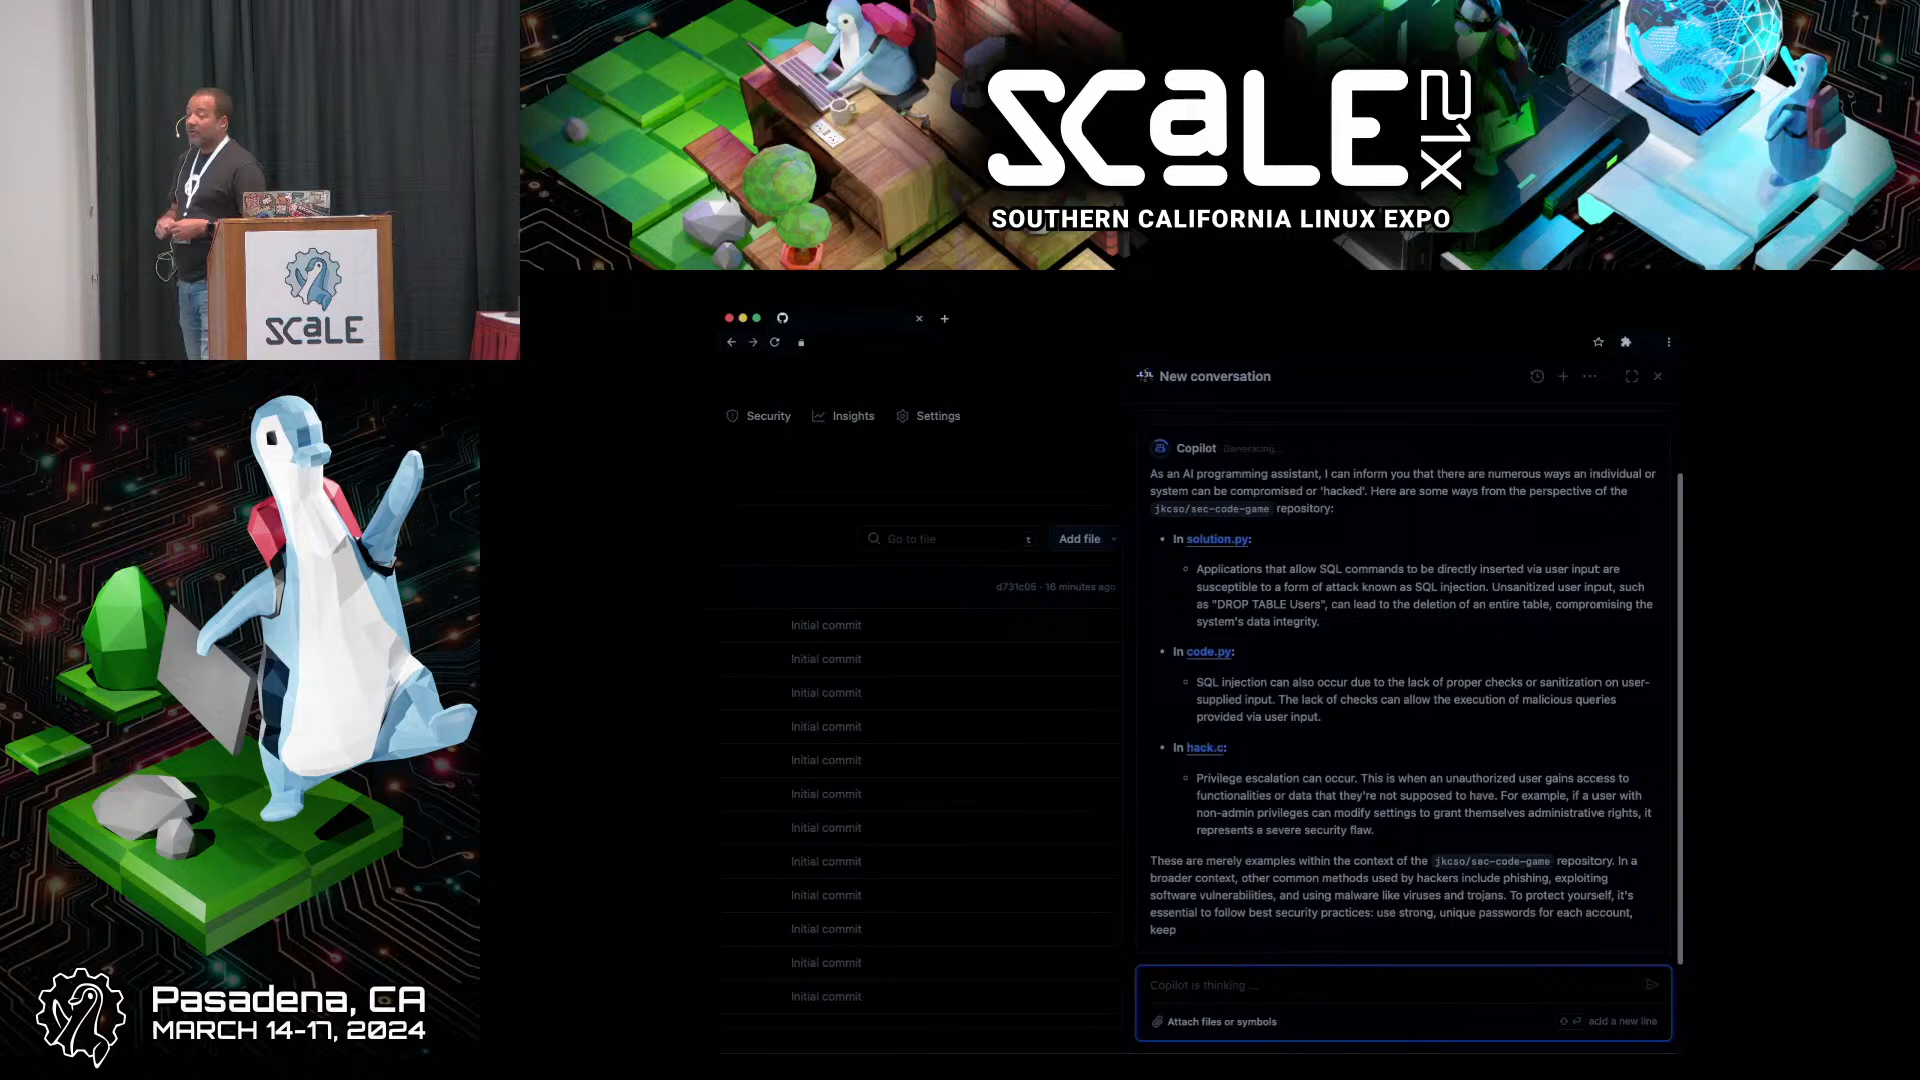 SCALE
21X
SOUTHERN CALIFORNIA LINUX EXPO
SCALE
New conversation
Security
Insights
Settings
Copilot Generating...
As an AI programming assistant, I can inform you that there are numerous ways an individual or
system can be compromised or 'hacked'. Here are some ways from the perspective of the
jkcso/sec-code-game repository:
• In solution.py:
Applications that allow SQL commands to be directly inserted via user input are
susceptible to a form of attack known as SQL injection. Unsanitized user input, such
as "DROP TABLE Users", can lead to the deletion of an entire table, compromising the
system's data integrity.
• In code.py:
SQL injection can also occur due to the lack of proper checks or sanitization on user-
supplied input. The lack of checks can allow the execution of malicious queries
provided via user input.
• In hack.c:
Privilege escalation can occur. This is when an unauthorized user gains access to
functionalities or data that they're not supposed to have. For example, if a user with
non-admin privileges can modify settings to grant themselves administrative rights, it
represents a severe security flaw.
These are merely examples within the context of the jkcso/sec-code-game repository. In a
broader context, other common methods used by hackers include phishing, exploiting
software vulnerabilities, and using malware like viruses and trojans. To protect yourself, it's
essential to follow best security practices: use strong, unique passwords for each account,
keep
Go to file t
Add file
d731c05 · 16 minutes ago
Initial commit
Initial commit
Initial commit
Initial commit
Initial commit
Initial commit
Initial commit
Initial commit
Initial commit
Initial commit
Initial commit
Initial commit
Copilot is thinking ...
Attach files or symbols
add a new line
Pasadena, CA
MARCH 14-17, 2024